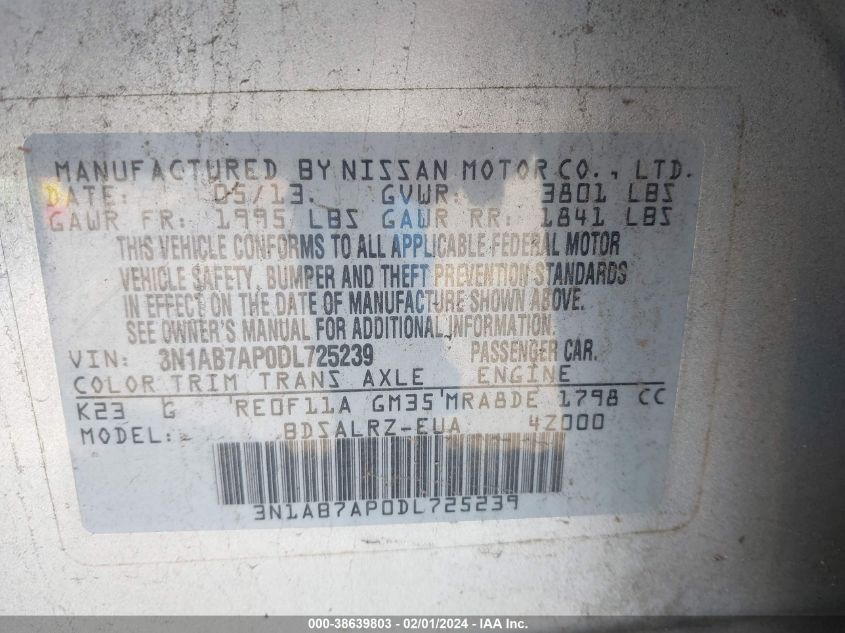 MANUFACTURED BY NISSAN MOTOR CO., LTD.
DATE: 05/13 GVWR: 3801 LBS
GAWR FR: 1995 LBS GAWR RR: 1841 LBS
THIS VEHICLE CONFORMS TO ALL APPLICABLE FEDERAL MOTOR
VEHICLE SAFETY, BUMPER AND THEFT PREVENTION STANDARDS
IN EFFECT ON THE DATE OF MANUFACTURE SHOWN ABOVE.
SEE OWNER'S MANUAL FOR ADDITIONAL INFORMATION.
VIN: 3N1AB7AP0DL725239 PASSENGER CAR.
COLOR TRIM TRANS AXLE ENGINE
K23 G RE0F11A GM35 MRA8DE 1798 CC
MODEL: BDSALRZ-EUA 4Z000
3N1AB7AP0DL725239
000-38639803 - 02/01/2024 - IAA Inc.